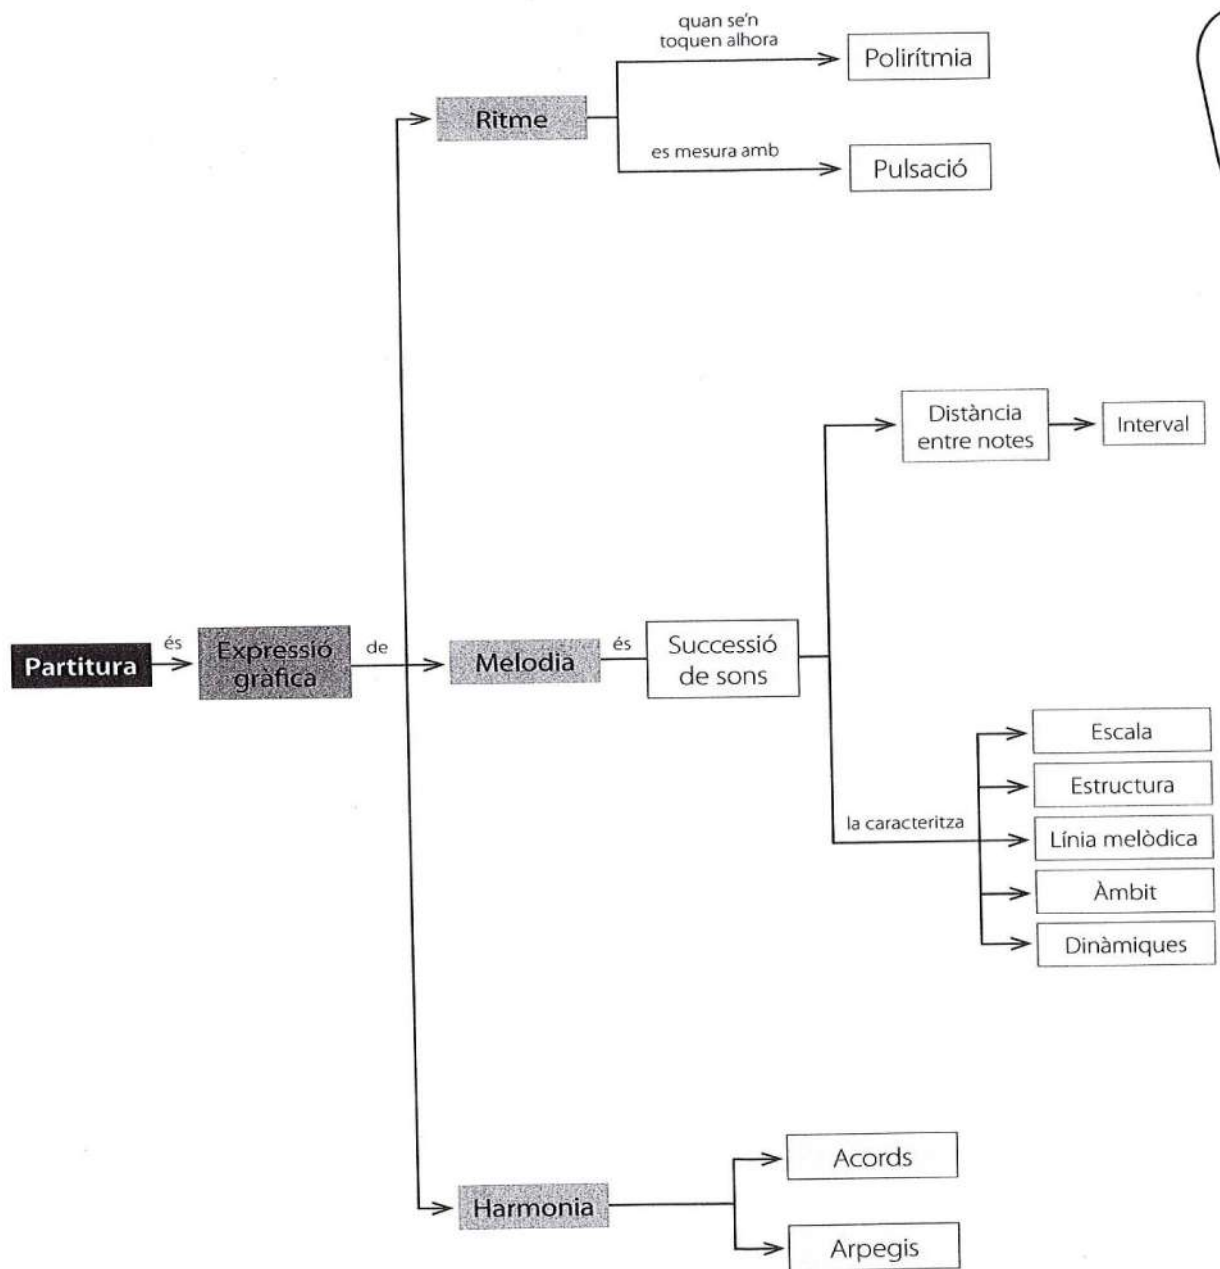 quan se'n
toquen alhora
Polirítmia
Ritme
es mesura amb
Pulsació
Distància
entre notes
Interval
Partitura
és
Expressió
gràfica
de
Melodia
és
Successió
de sons
Escala
Estructura
la caracteritza
Línia melòdica
Àmbit
Dinàmiques
Acords
Harmonia
Arpegis